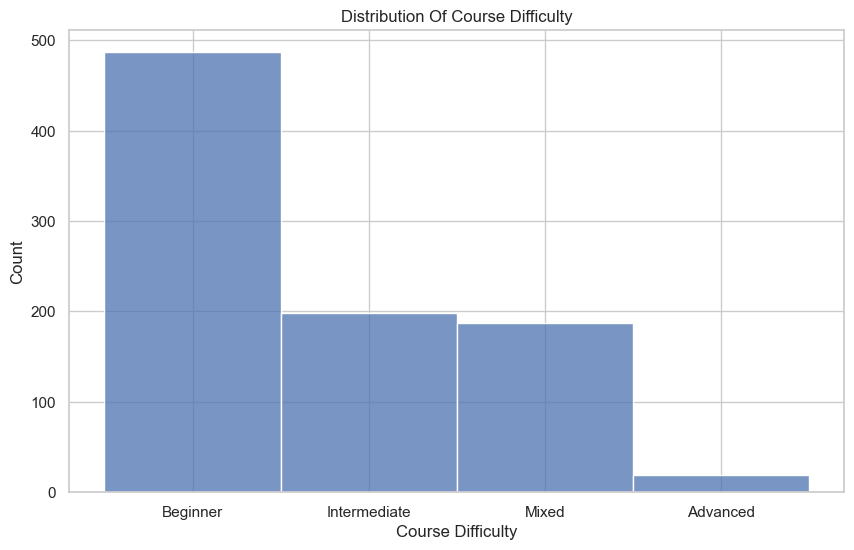 Distribution Of Course Difficulty
500
400
300
200
100
0
Count
Beginner Intermediate Mixed Advanced
Course Difficulty